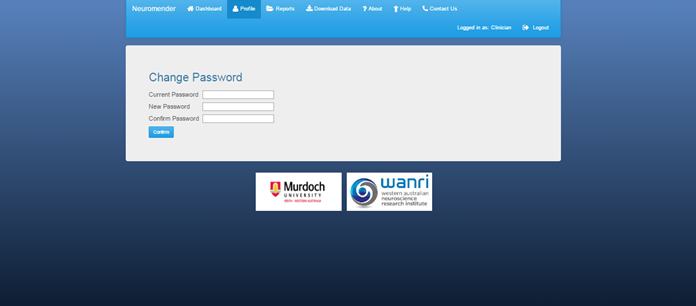 Neuromender Dashboard Profile Reports Download Data ? About Help Contact Us
Logged in as: Clinician Logout
Change Password
Current Password
New Password
Confirm Password
Confirm
Murdoch
UNIVERSITY
PERTH - WESTERN AUSTRALIA
wanri
western australian
neuroscience
research institute